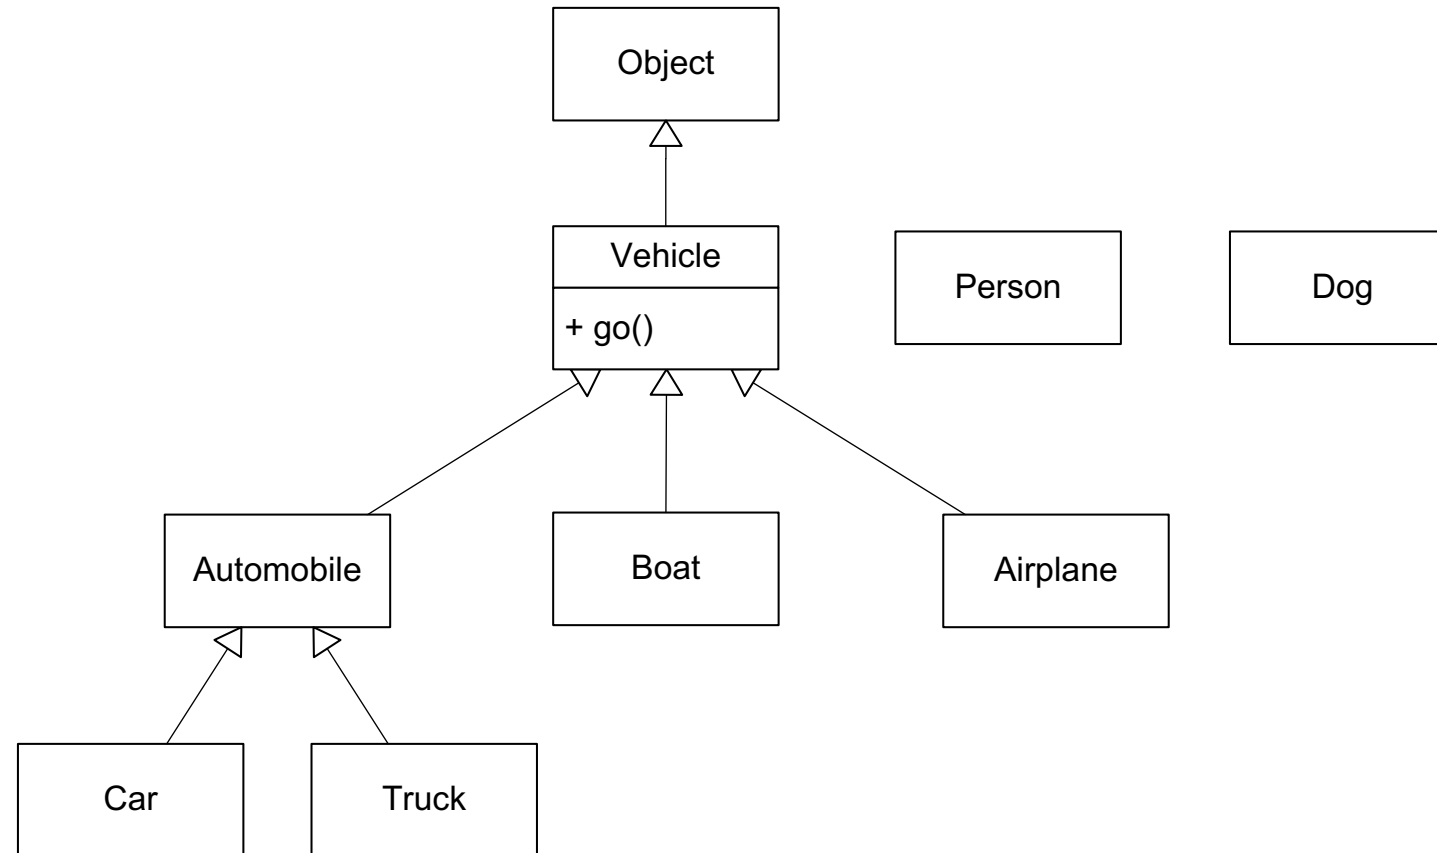 Object
Vehicle
+ go()
Person
Dog
Automobile
Boat
Airplane
Car
Truck